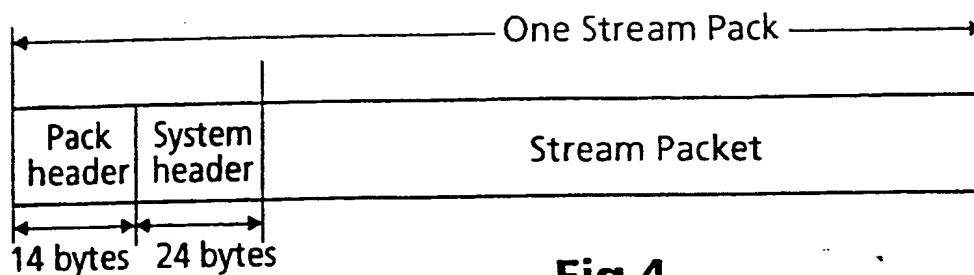 One Stream Pack
Pack header
System header
Stream Packet
14 bytes
24 bytes
Fig.4